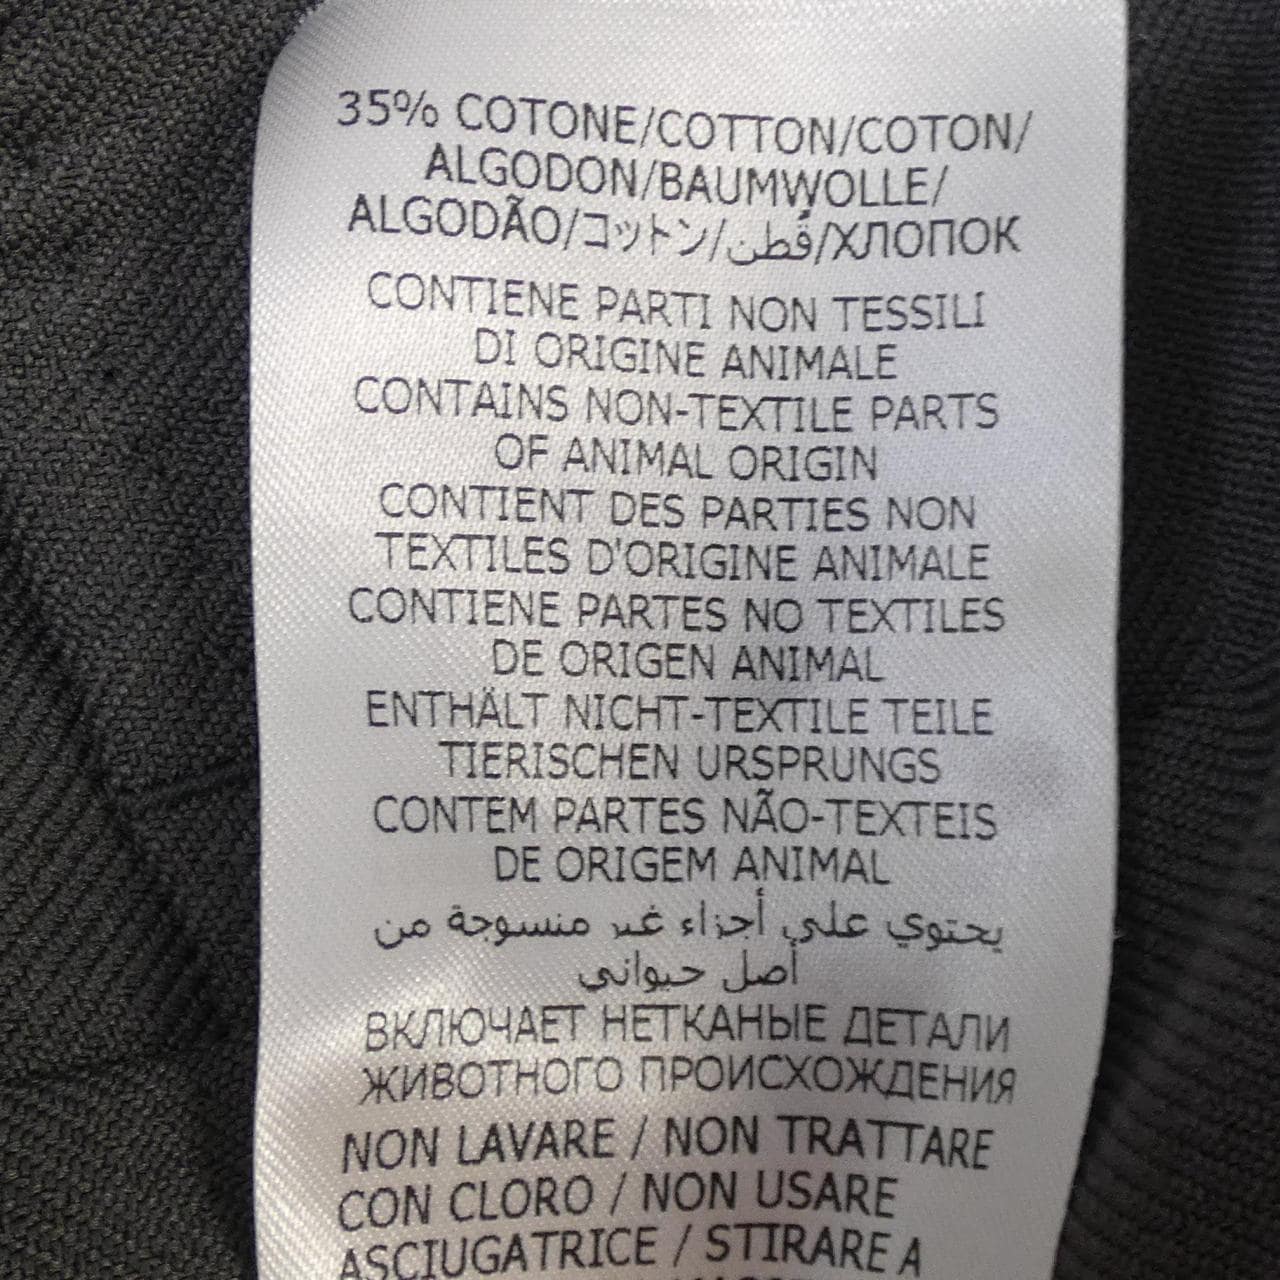 35% COTONE/COTTON/COTON/
ALGODON/BAUMWOLLE/
ALGODÃO/コットン/قُطن/ХЛОПОК
CONTIENE PARTI NON TESSILI
DI ORIGINE ANIMALE
CONTAINS NON-TEXTILE PARTS
OF ANIMAL ORIGIN
CONTIENT DES PARTIES NON
TEXTILES D'ORIGINE ANIMALE
CONTIENE PARTES NO TEXTILES
DE ORIGEN ANIMAL
ENTHÄLT NICHT-TEXTILE TEILE
TIERISCHEN URSPRUNGS
CONTEM PARTES NÃO-TEXTEIS
DE ORIGEM ANIMAL
يحتوي علي أجزاء غير منسوجة من
أصل حيواني
ВКЛЮЧАЕТ НЕТКАНЫЕ ДЕТАЛИ
ЖИВОТНОГО ПРОИСХОЖДЕНИЯ
NON LAVARE / NON TRATTARE
CON CLORO / NON USARE
ASCIUGATRICE / STIRARE A